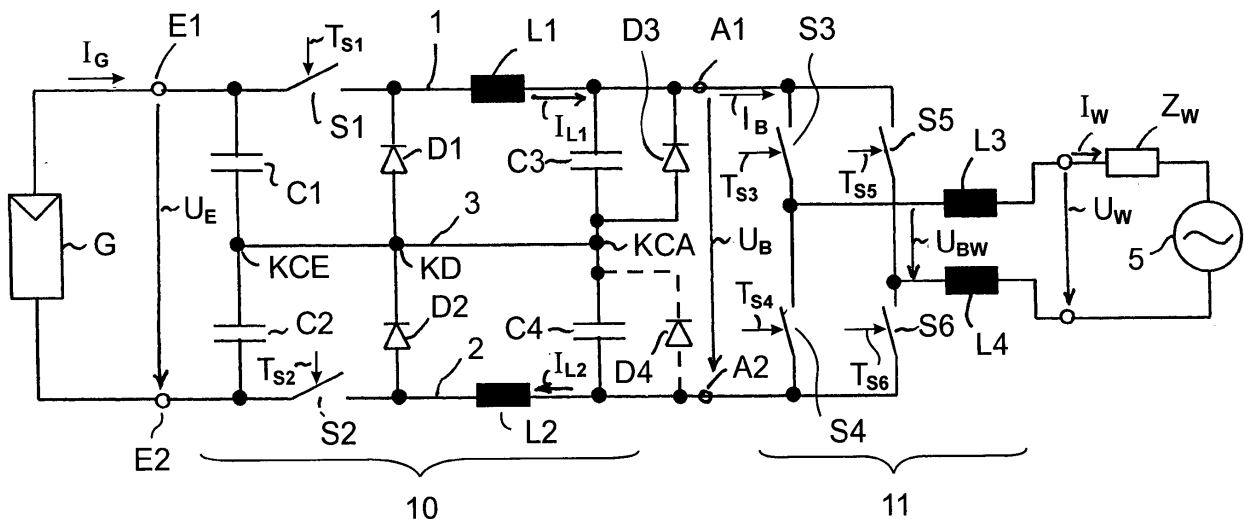 E1
T_S1
1
L1
D3
A1
S3
I_G
S1
I_L1
I_B
S5
I_W
Z_W
D1
C3
T_S3
T_S5
L3
C1
3
U_E
G
KCE
KD
KCA
U_B
U_BW
U_W
5
C2
D2
C4
T_S4
S6
L4
T_S2
2
I_L2
D4
A2
T_S6
S2
L2
S4
E2
10
11